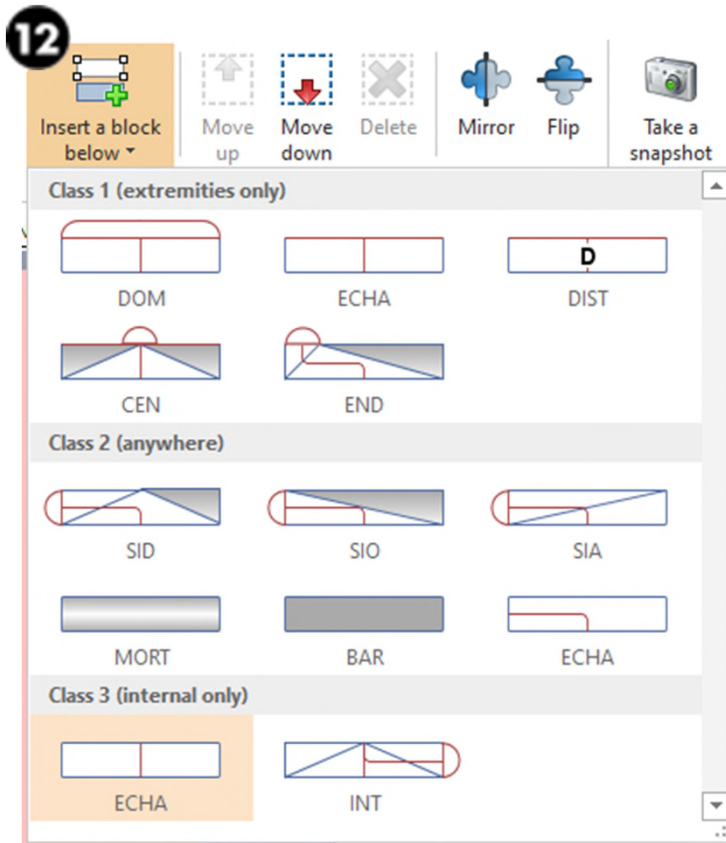 12
Insert a block below
Move up
Move down
Delete
Mirror
Flip
Take a snapshot
Class 1 (extremities only)
DOM
ECHA
D
DIST
CEN
END
Class 2 (anywhere)
SID
SIO
SIA
MORT
BAR
ECHA
Class 3 (internal only)
ECHA
INT